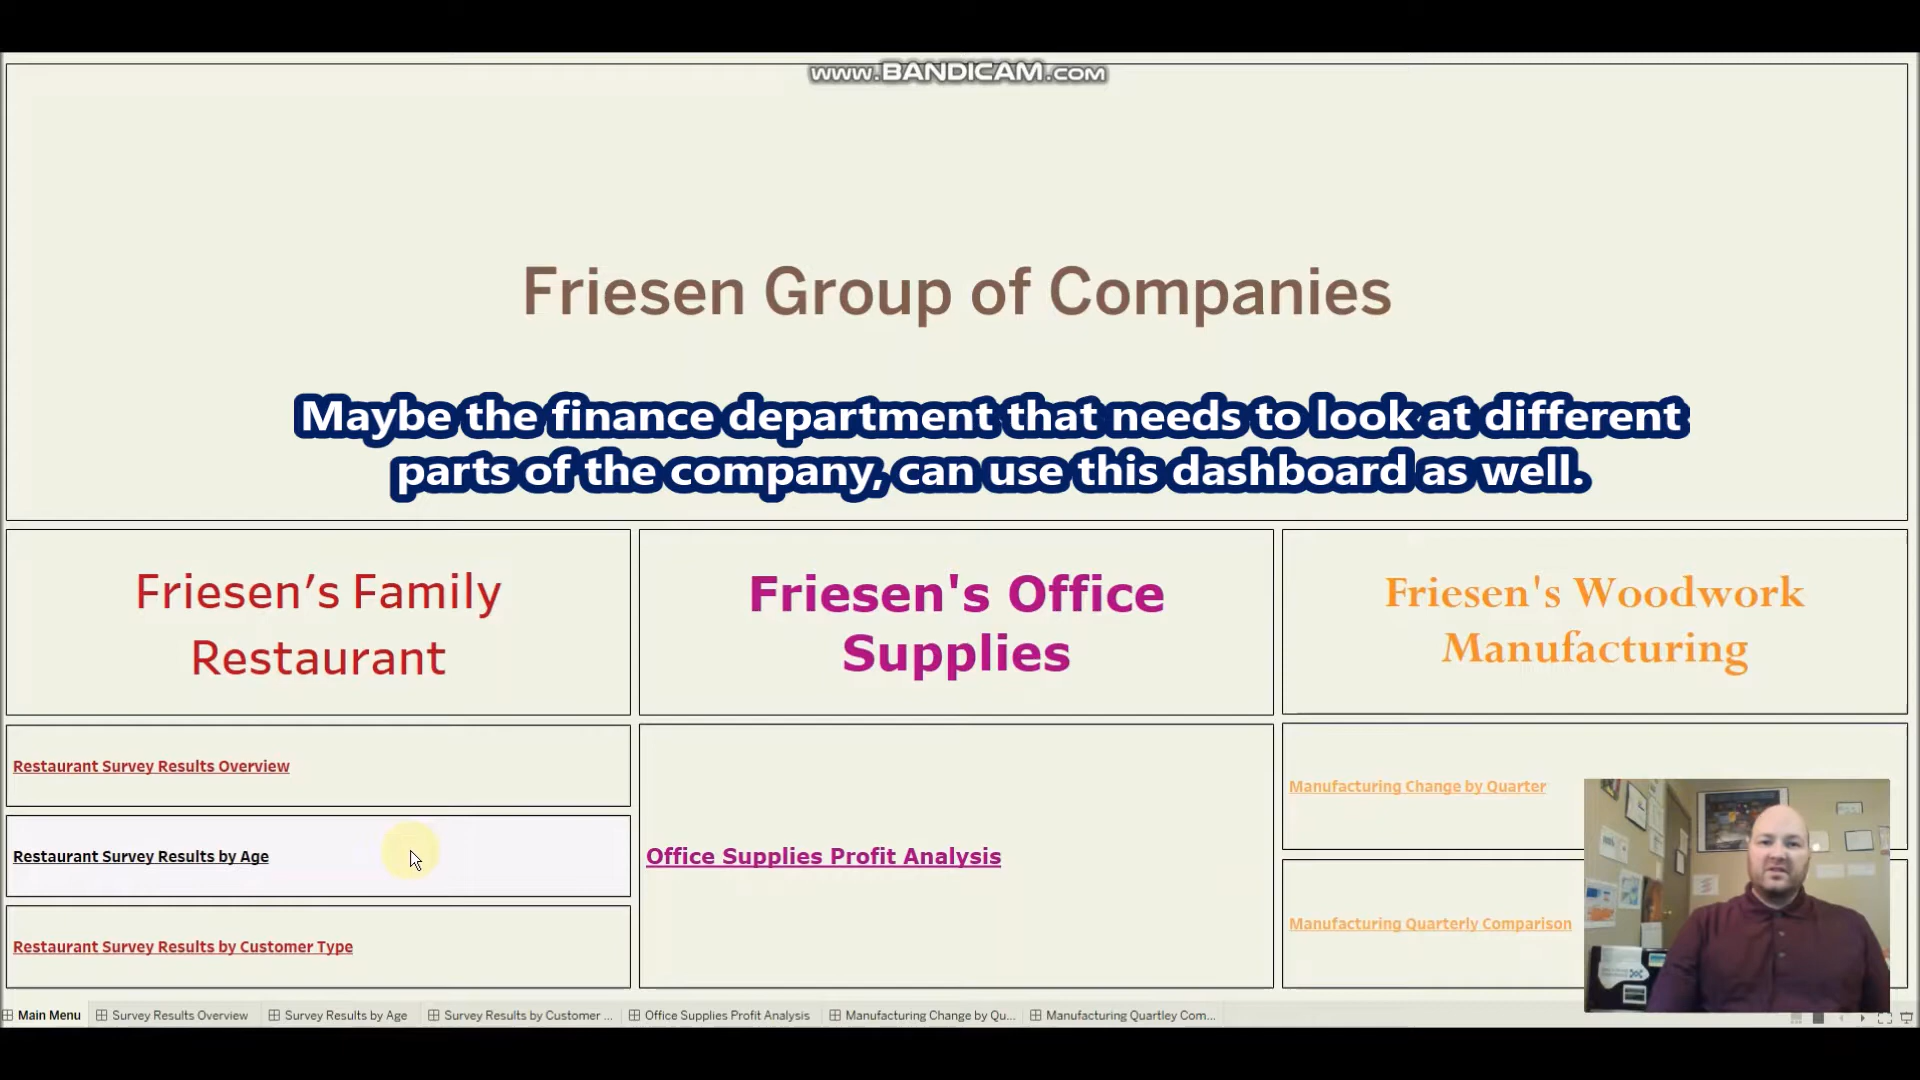 www.BANDICAM.com
Friesen Group of Companies
Maybe the finance department that needs to look at different
parts of the company, can use this dashboard as well.
Friesen’s Family
Restaurant
Friesen's Office
Supplies
Friesen's Woodwork
Manufacturing
Restaurant Survey Results Overview
Restaurant Survey Results by Age
Restaurant Survey Results by Customer Type
Office Supplies Profit Analysis
Manufacturing Change by Quarter
Manufacturing Quarterly Comparison
Main Menu
Survey Results Overview
Survey Results by Age
Survey Results by Customer ...
Office Supplies Profit Analysis
Manufacturing Change by Qu...
Manufacturing Quartley Com...